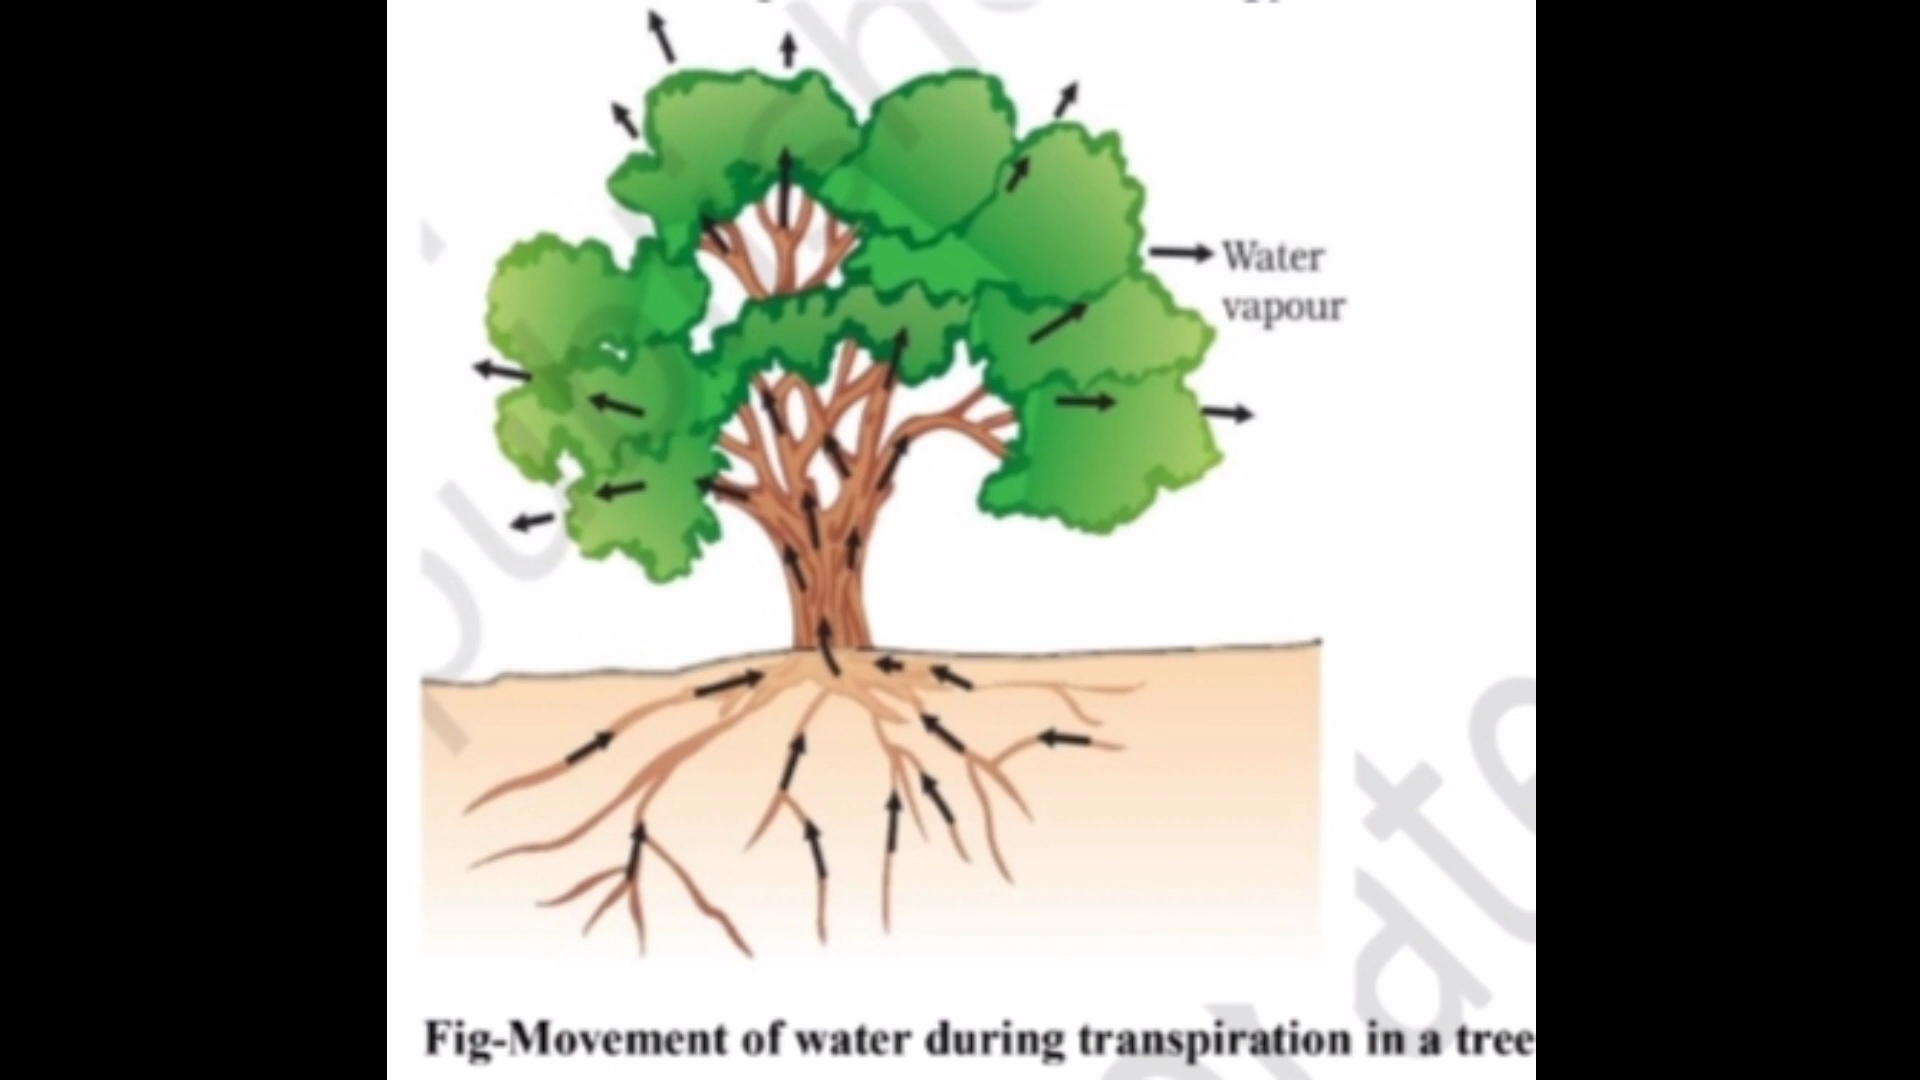 Water
vapour
Fig-Movement of water during transpiration in a tree